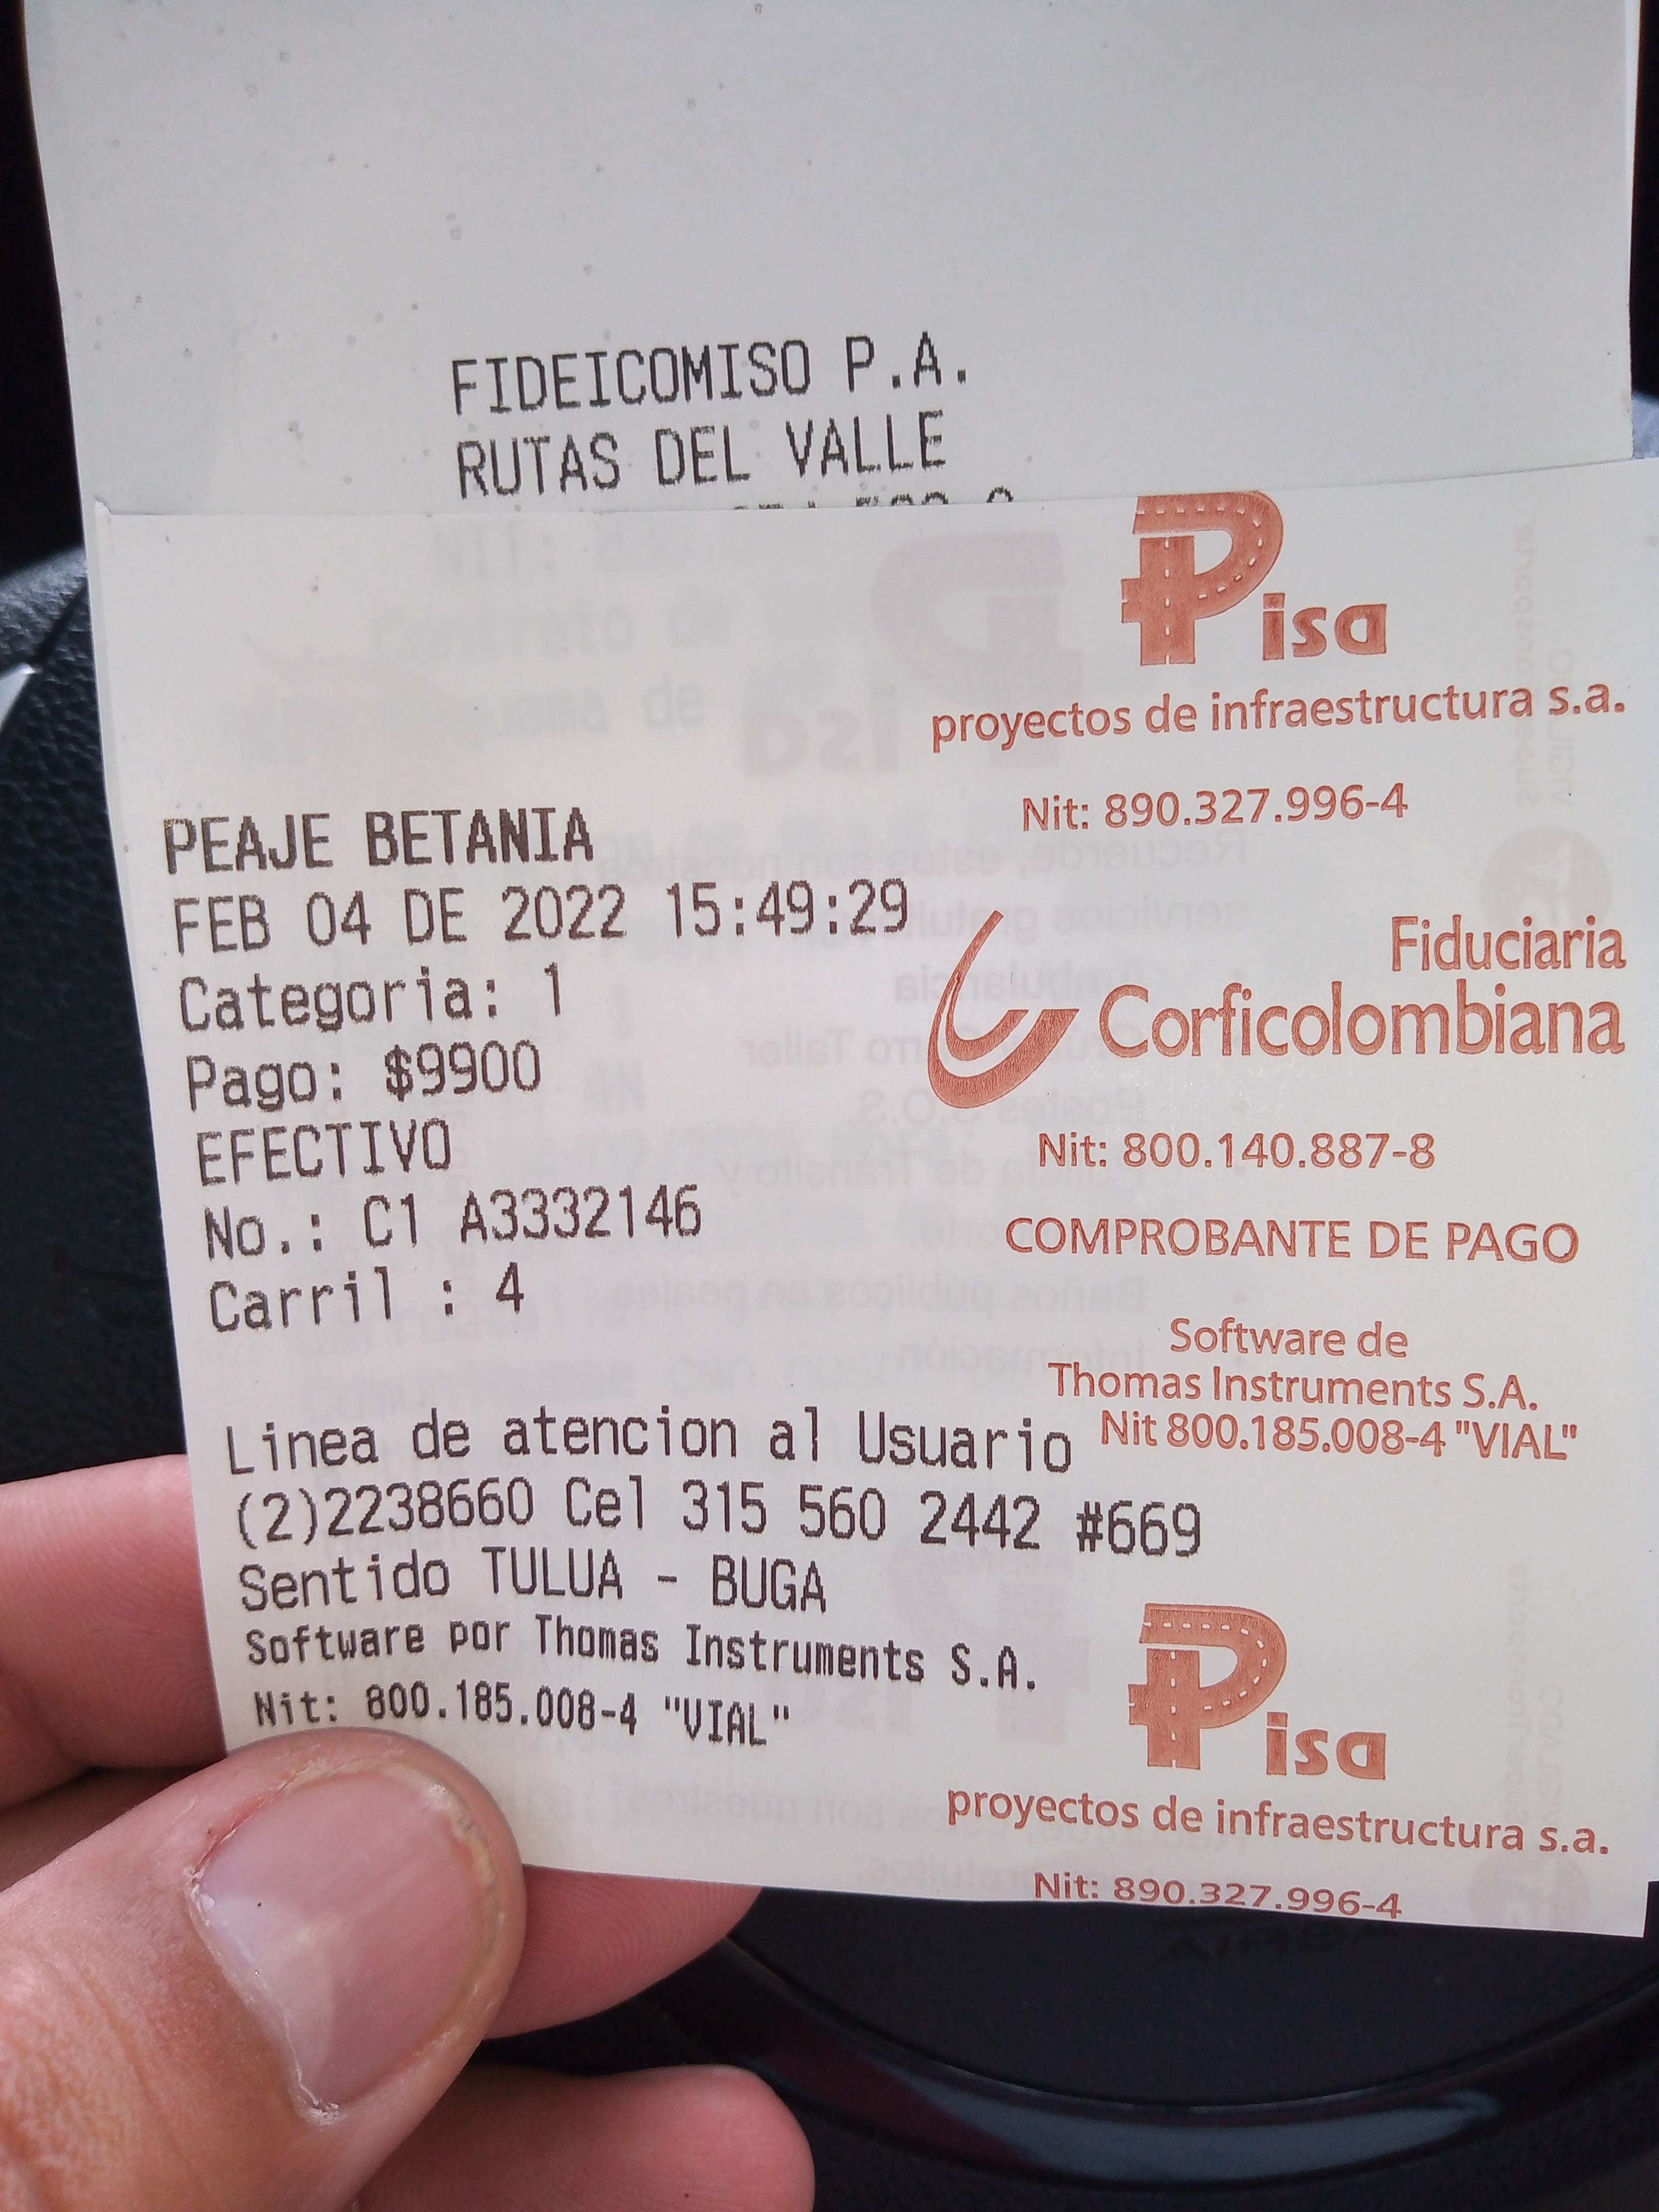 FIDEICOMISO P.A.
RUTAS DEL VALLE
Pisa
proyectos de infraestructura s.a.
Nit: 890.327.996-4
PEAJE BETANIA
FEB 04 DE 2022 15:49:29
Categoria: 1
Pago: $9900
EFECTIVO
No.: C1 A3332146
Carril : 4
Fiduciaria
Corficolombiana
Nit: 800.140.887-8
COMPROBANTE DE PAGO
Software de
Thomas Instruments S.A.
Nit 800.185.008-4 "VIAL"
Linea de atencion al Usuario
(2)2238660 Cel 315 560 2442 #669
Sentido TULUA - BUGA
Software por Thomas Instruments S.A.
Nit: 800.185.008-4 "VIAL"
Pisa
proyectos de infraestructura s.a.
Nit: 890.327.996-4